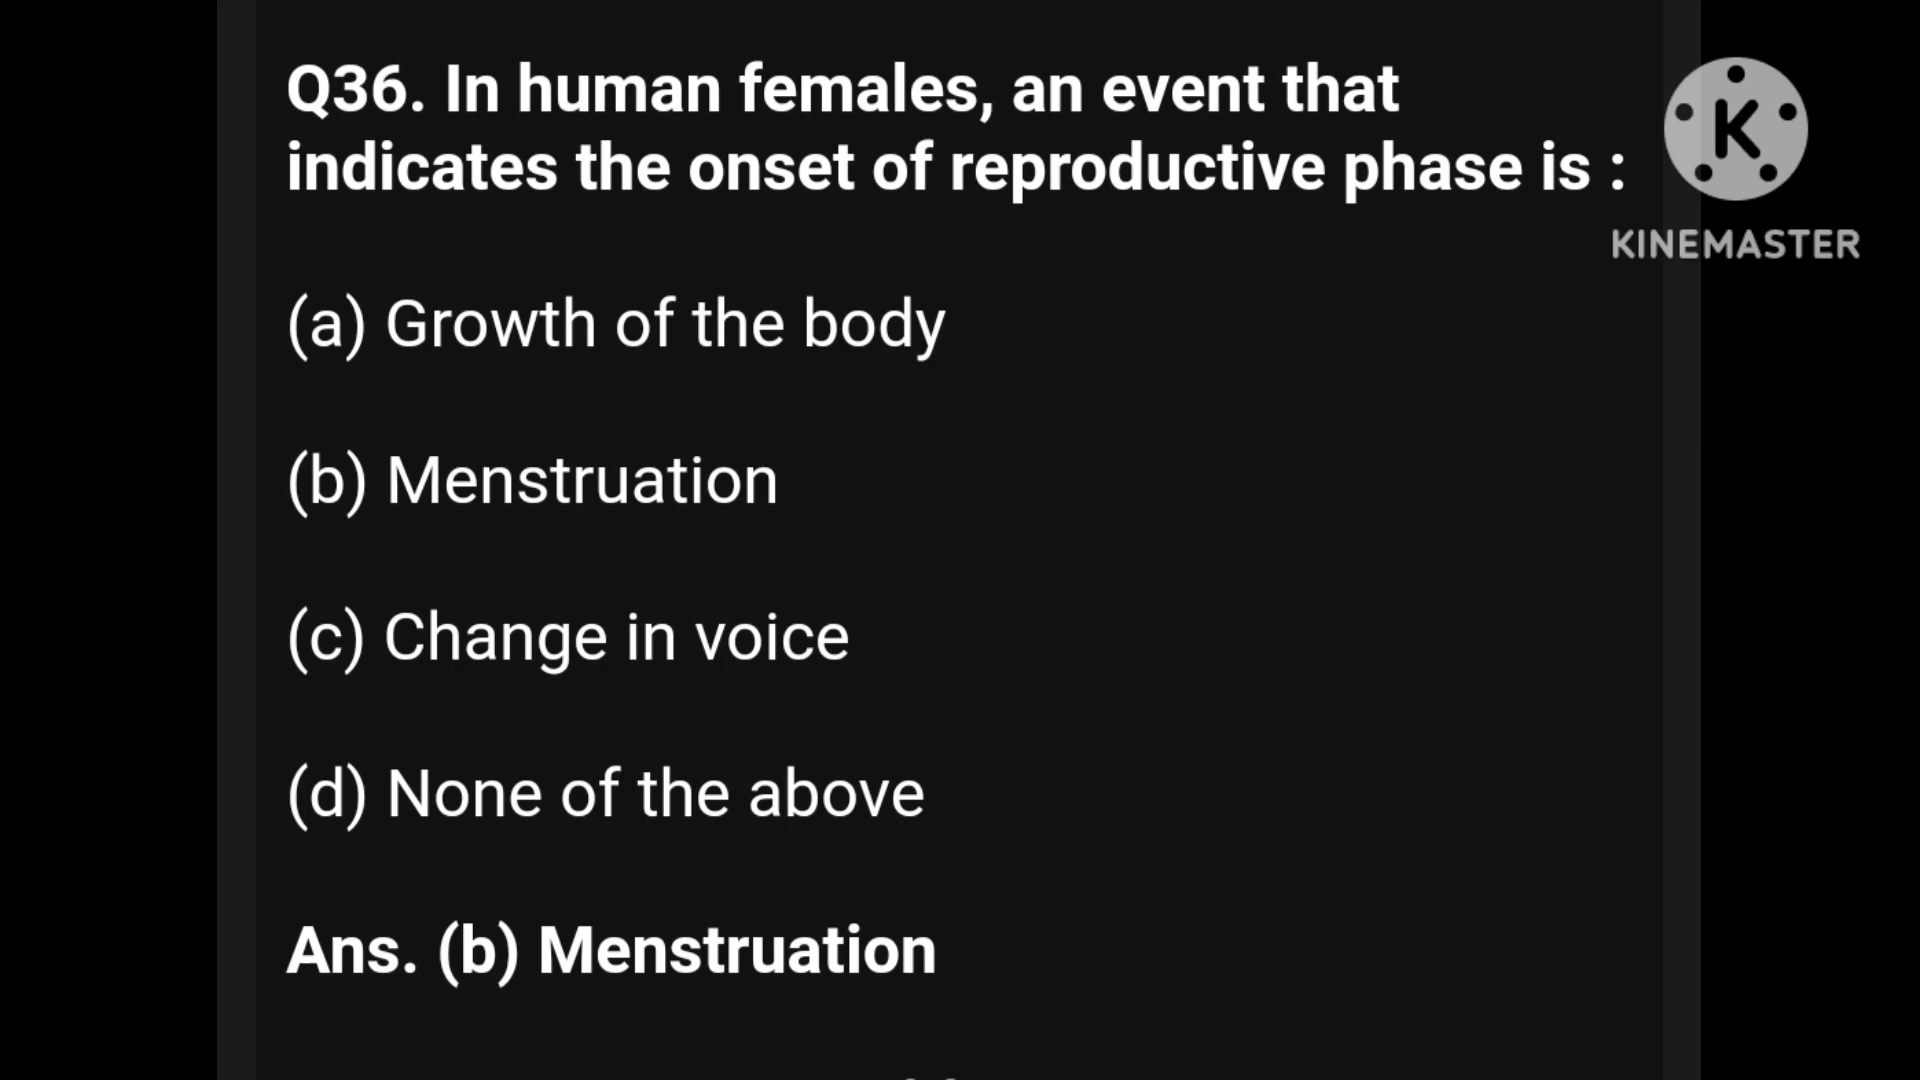 Q36. In human females, an event that
indicates the onset of reproductive phase is :
K
KINEMASTER
(a) Growth of the body
(b) Menstruation
(c) Change in voice
(d) None of the above
Ans. (b) Menstruation